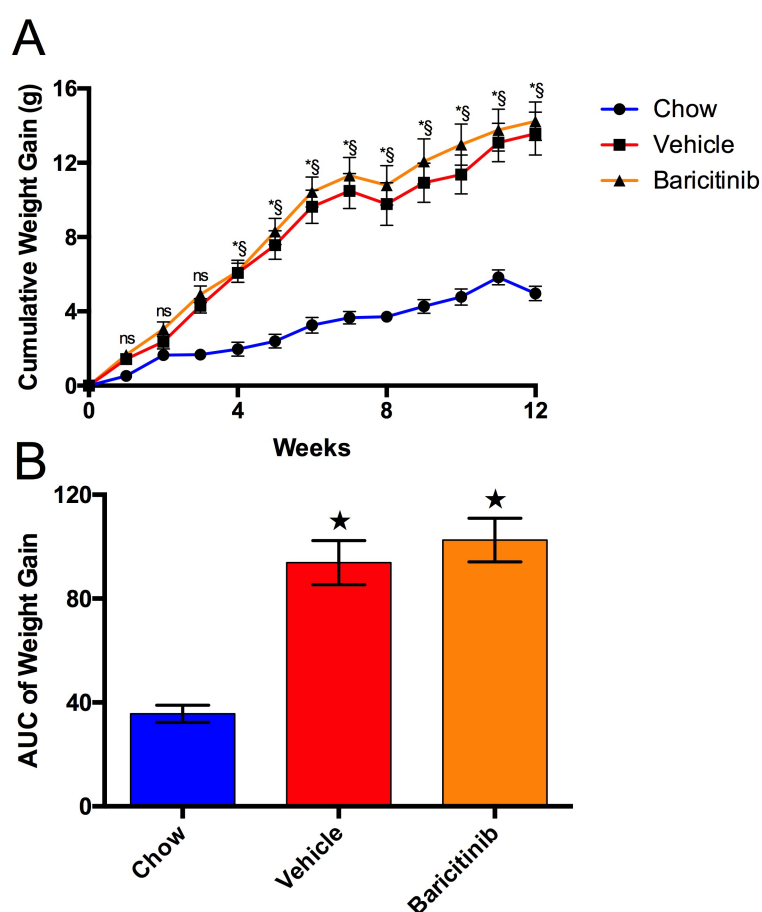 A
Cumulative Weight Gain (g)
16
12
8
4
0
ns
ns
ns
*§
*§
*§
*§
*§
*§
*§
*§
*§
0
4
8
12
Weeks
Chow
Vehicle
Baricitinib
B
AUC of Weight Gain
120
80
40
0
★
★
Chow
Vehicle
Baricitinib